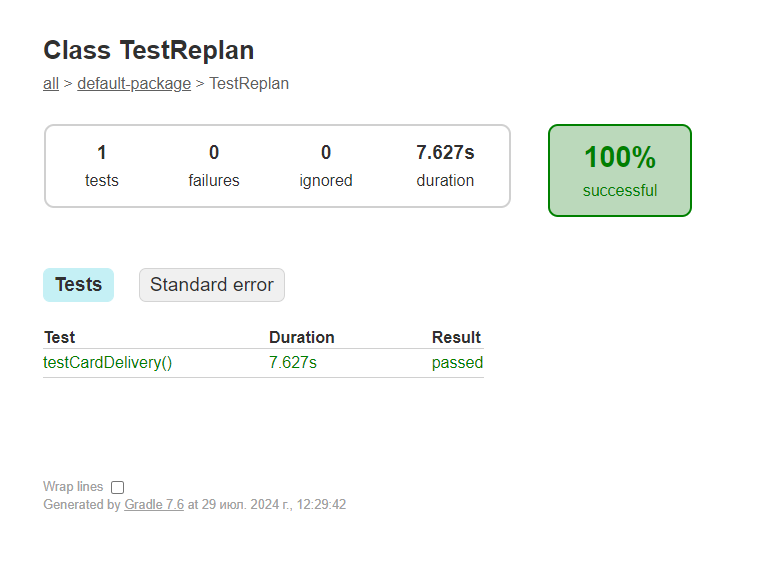 Class TestReplan
all > default-package > TestReplan
1 0 0 7.627s
tests failures ignored duration
100%
successful
Tests Standard error
Test Duration Result
testCardDelivery() 7.627s passed
Wrap lines
Generated by Gradle 7.6 at 29 июл. 2024 г., 12:29:42